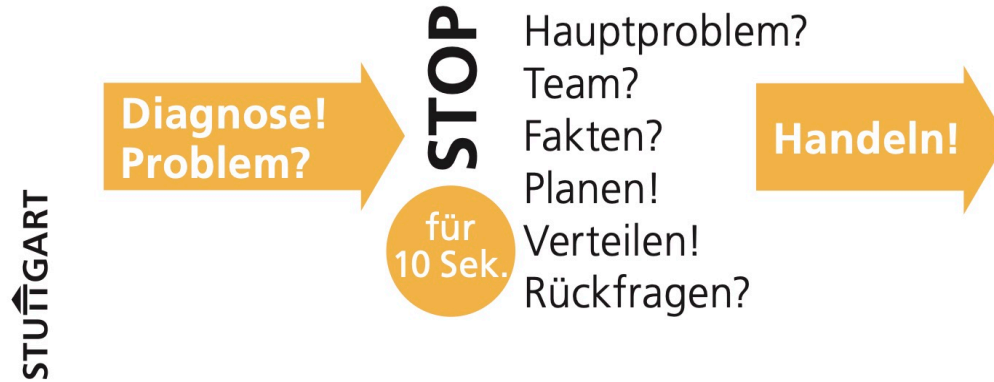 Diagnose!
Problem?
STOP
für
10 Sek.
Hauptproblem?
Team?
Fakten?
Planen!
Verteilen!
Rückfragen?
Handeln!
STUTTGART